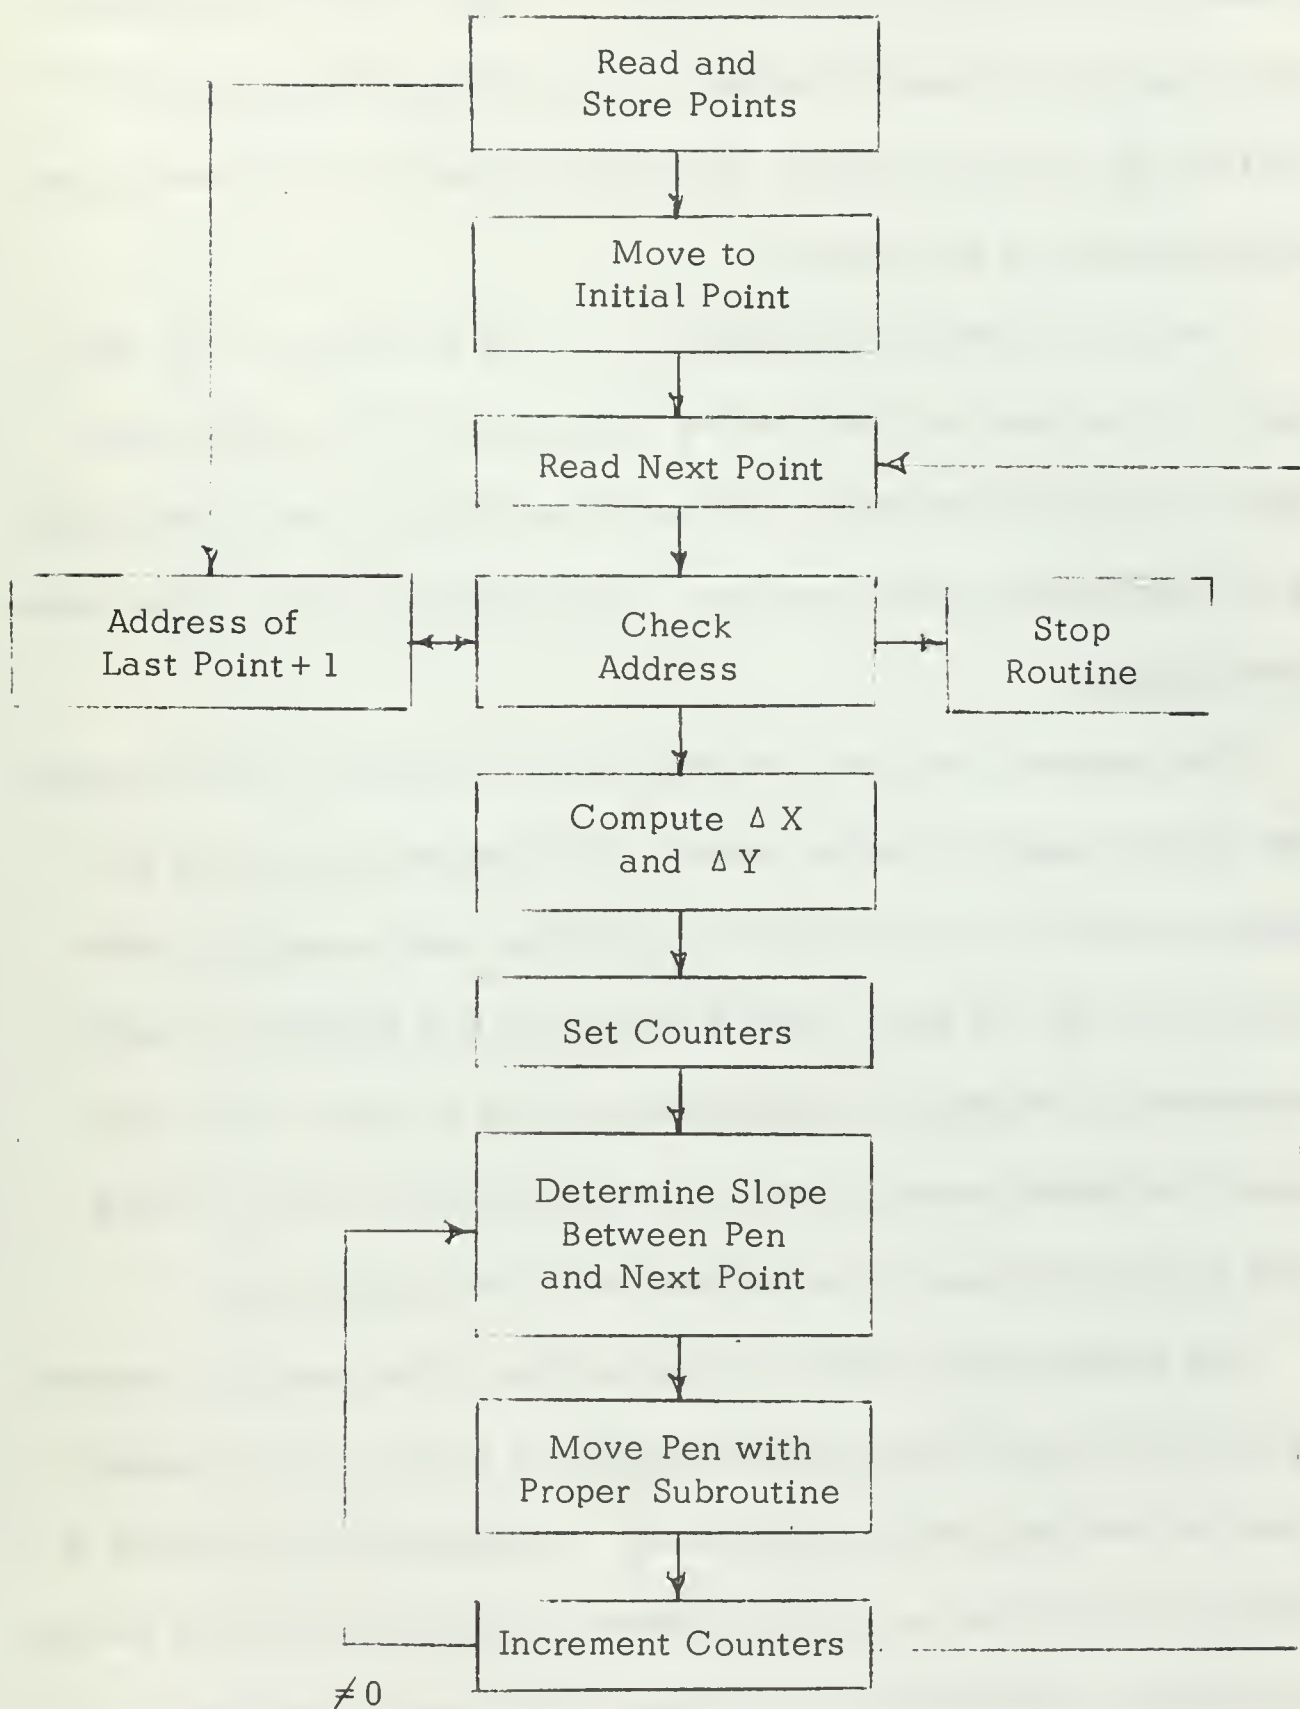 Read and
Store Points
Move to
Initial Point
Read Next Point
Address of
Last Point + 1
Check
Address
Stop
Routine
Compute Δ X
and Δ Y
Set Counters
Determine Slope
Between Pen
and Next Point
Move Pen with
Proper Subroutine
Increment Counters
≠ 0